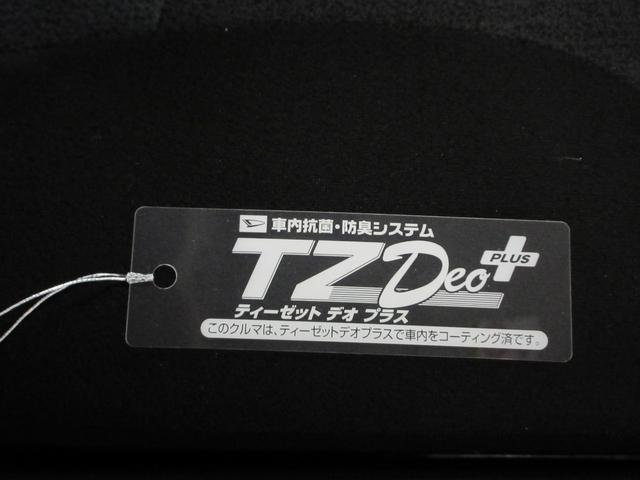 車内抗菌・防臭システム
TZDeo PLUS
ティーゼット デオ プラス
このクルマは、ティーゼットデオプラスで車内をコーティング済です。